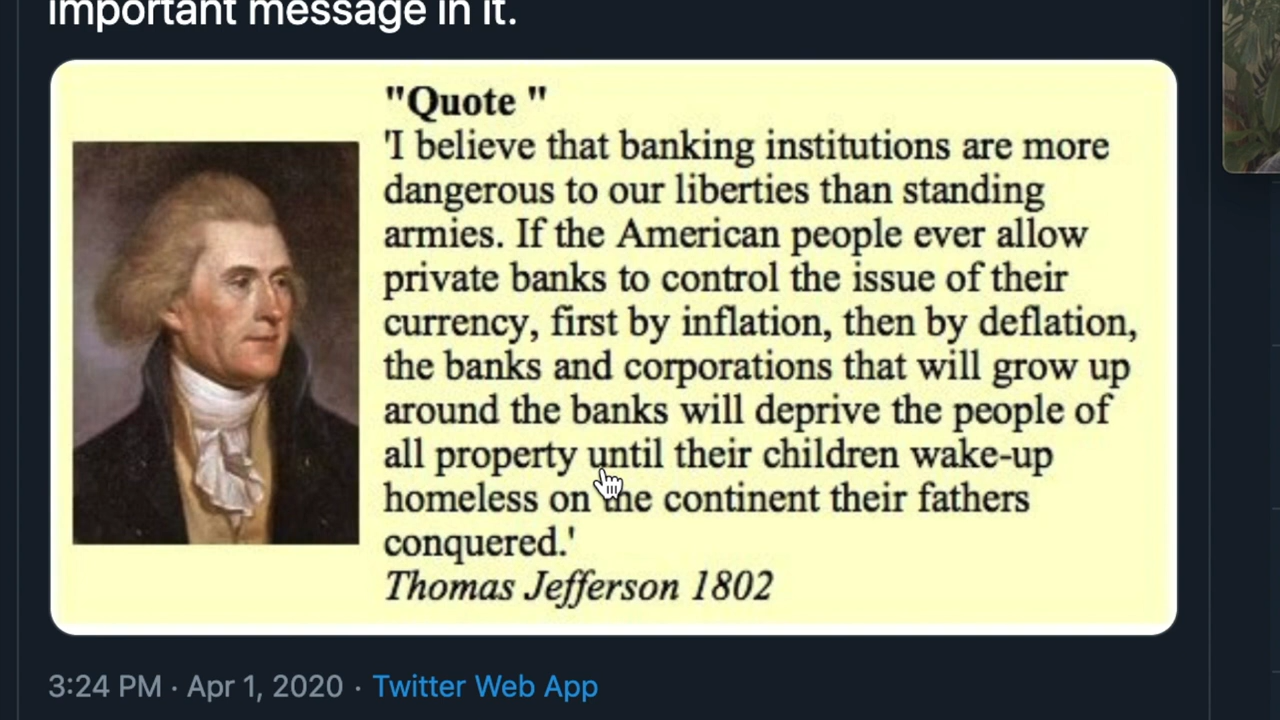 important message in it.
"Quote "
'I believe that banking institutions are more
dangerous to our liberties than standing
armies. If the American people ever allow
private banks to control the issue of their
currency, first by inflation, then by deflation,
the banks and corporations that will grow up
around the banks will deprive the people of
all property until their children wake-up
homeless on the continent their fathers
conquered.'
Thomas Jefferson 1802
3:24 PM · Apr 1, 2020 · Twitter Web App